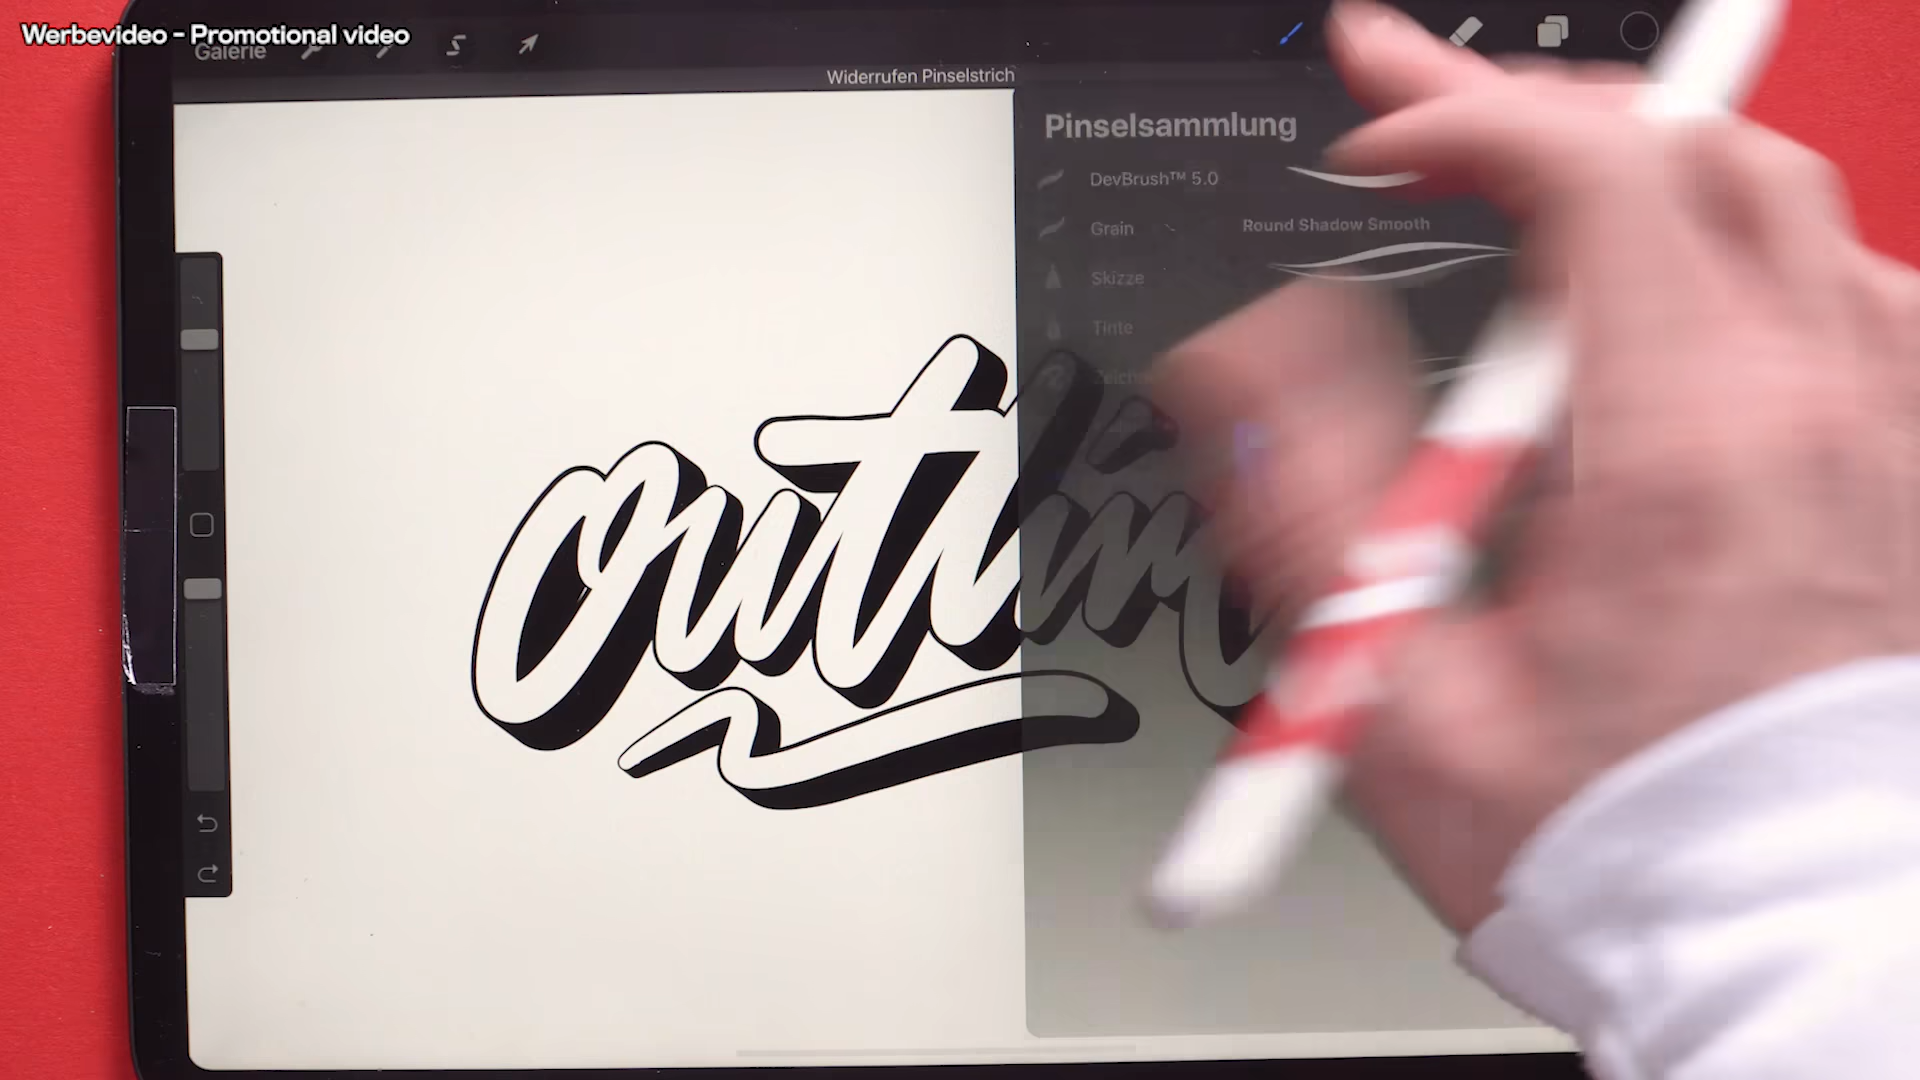 Werbevideo - Promotional video
Galerie
Widerrufen Pinselstrich
Pinselsammlung
DevBrush™ 5.0
Grain
Round Shadow Smooth
Skizze
Tinte
outlin